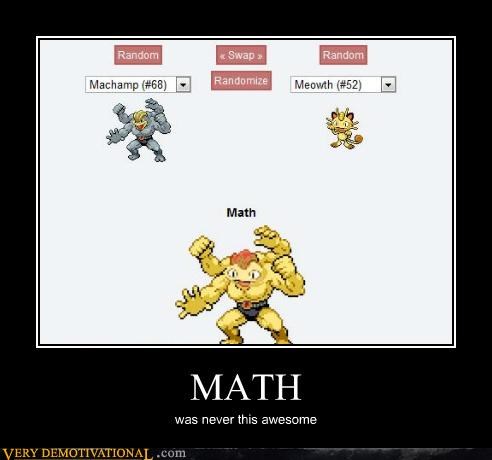 Random « Swap » Random
Machamp (#68) Randomize Meowth (#52)
Math
MATH
was never this awesome
VERY DEMOTIVATIONAL .com